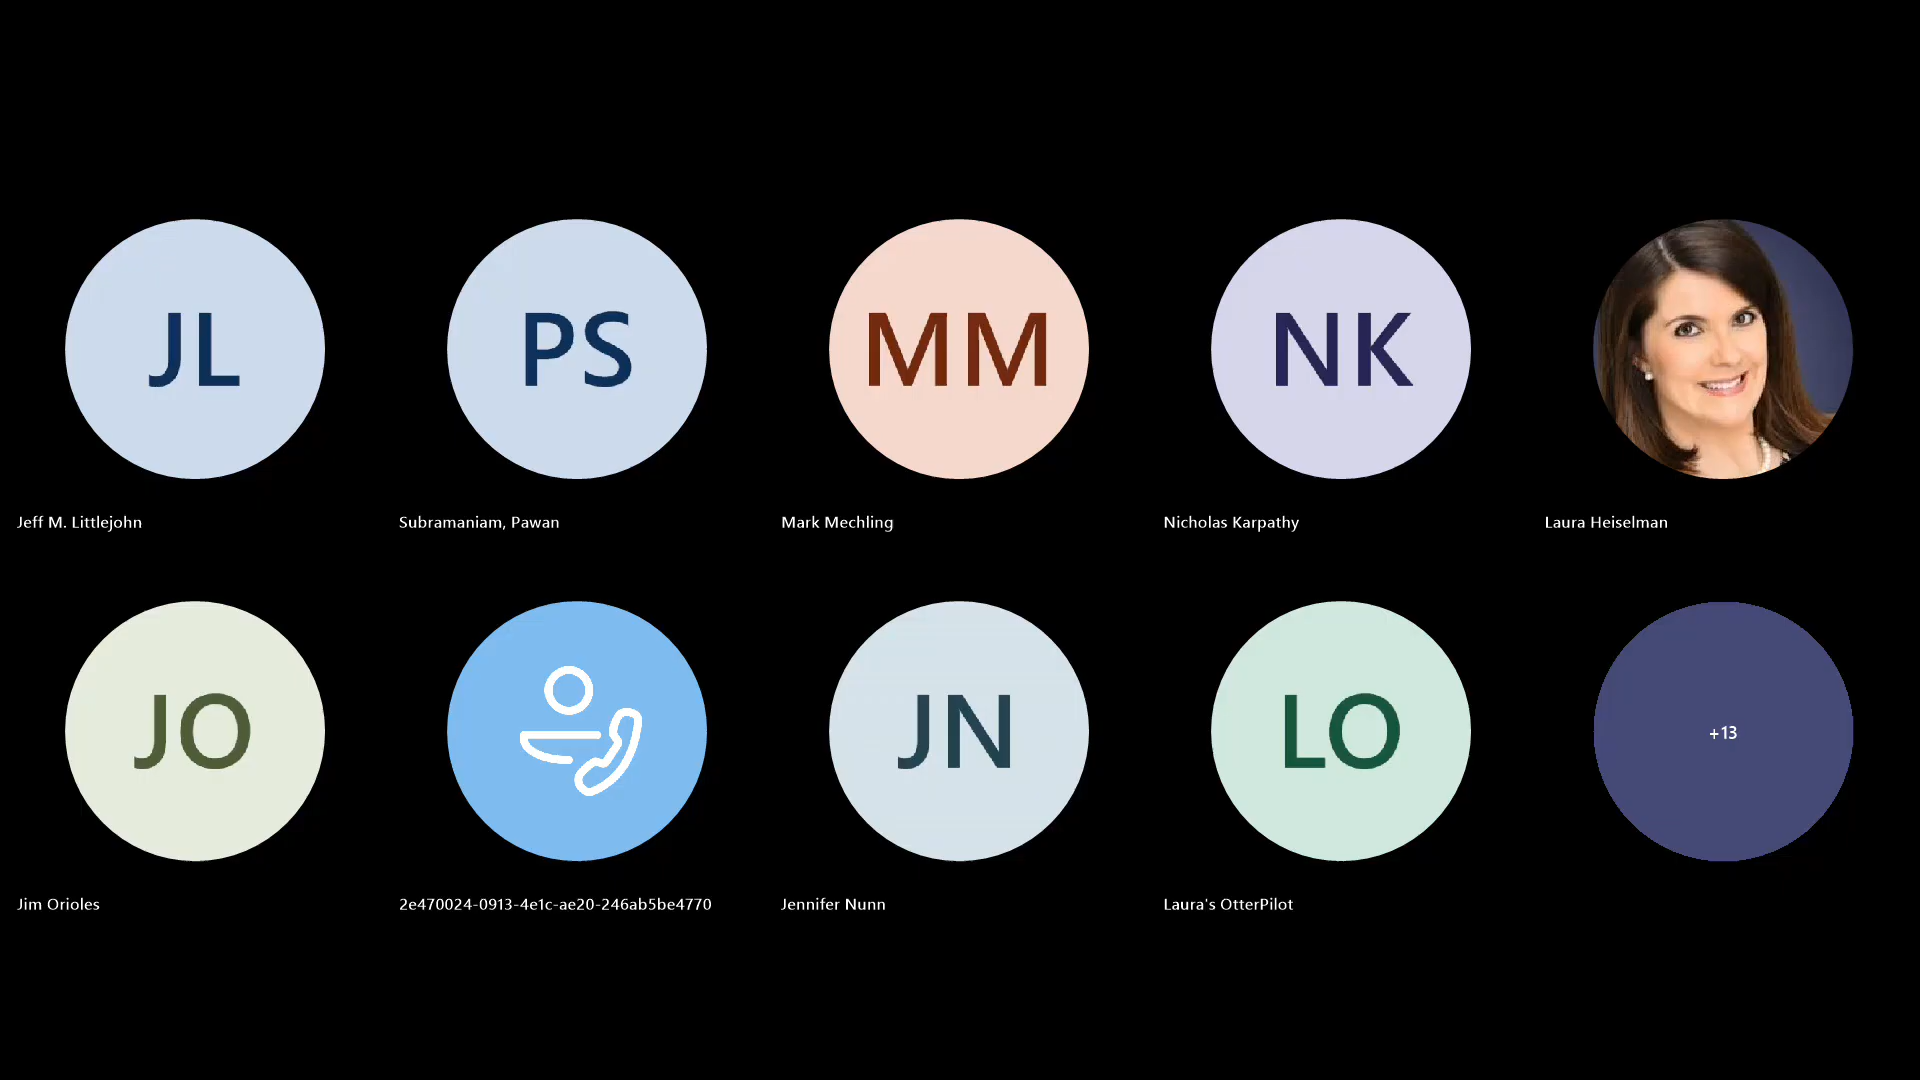 JL
PS
MM
NK
Jeff M. Littlejohn
Subramaniam, Pawan
Mark Mechling
Nicholas Karpathy
Laura Heiselman
JO
JN
LO
+13
Jim Orioles
2e470024-0913-4e1c-ae20-246ab5be4770
Jennifer Nunn
Laura's OtterPilot